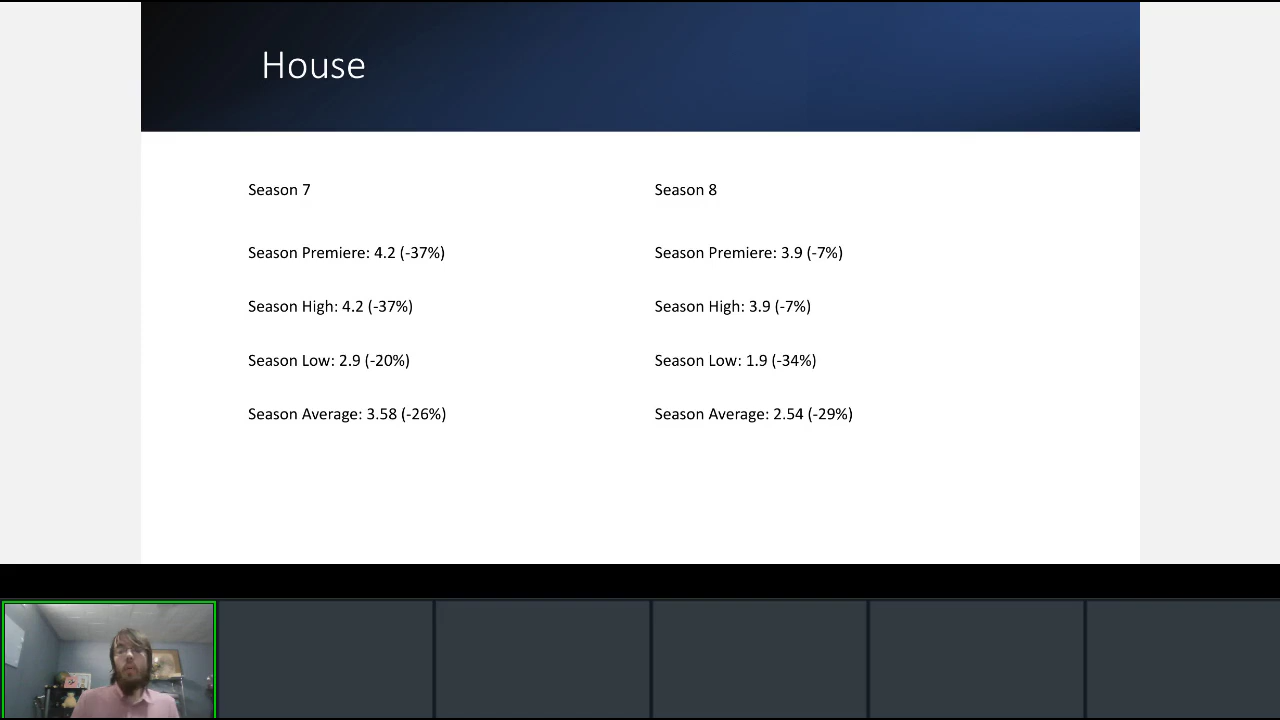 House
Season 7
Season Premiere: 4.2 (-37%)
Season High: 4.2 (-37%)
Season Low: 2.9 (-20%)
Season Average: 3.58 (-26%)
Season 8
Season Premiere: 3.9 (-7%)
Season High: 3.9 (-7%)
Season Low: 1.9 (-34%)
Season Average: 2.54 (-29%)